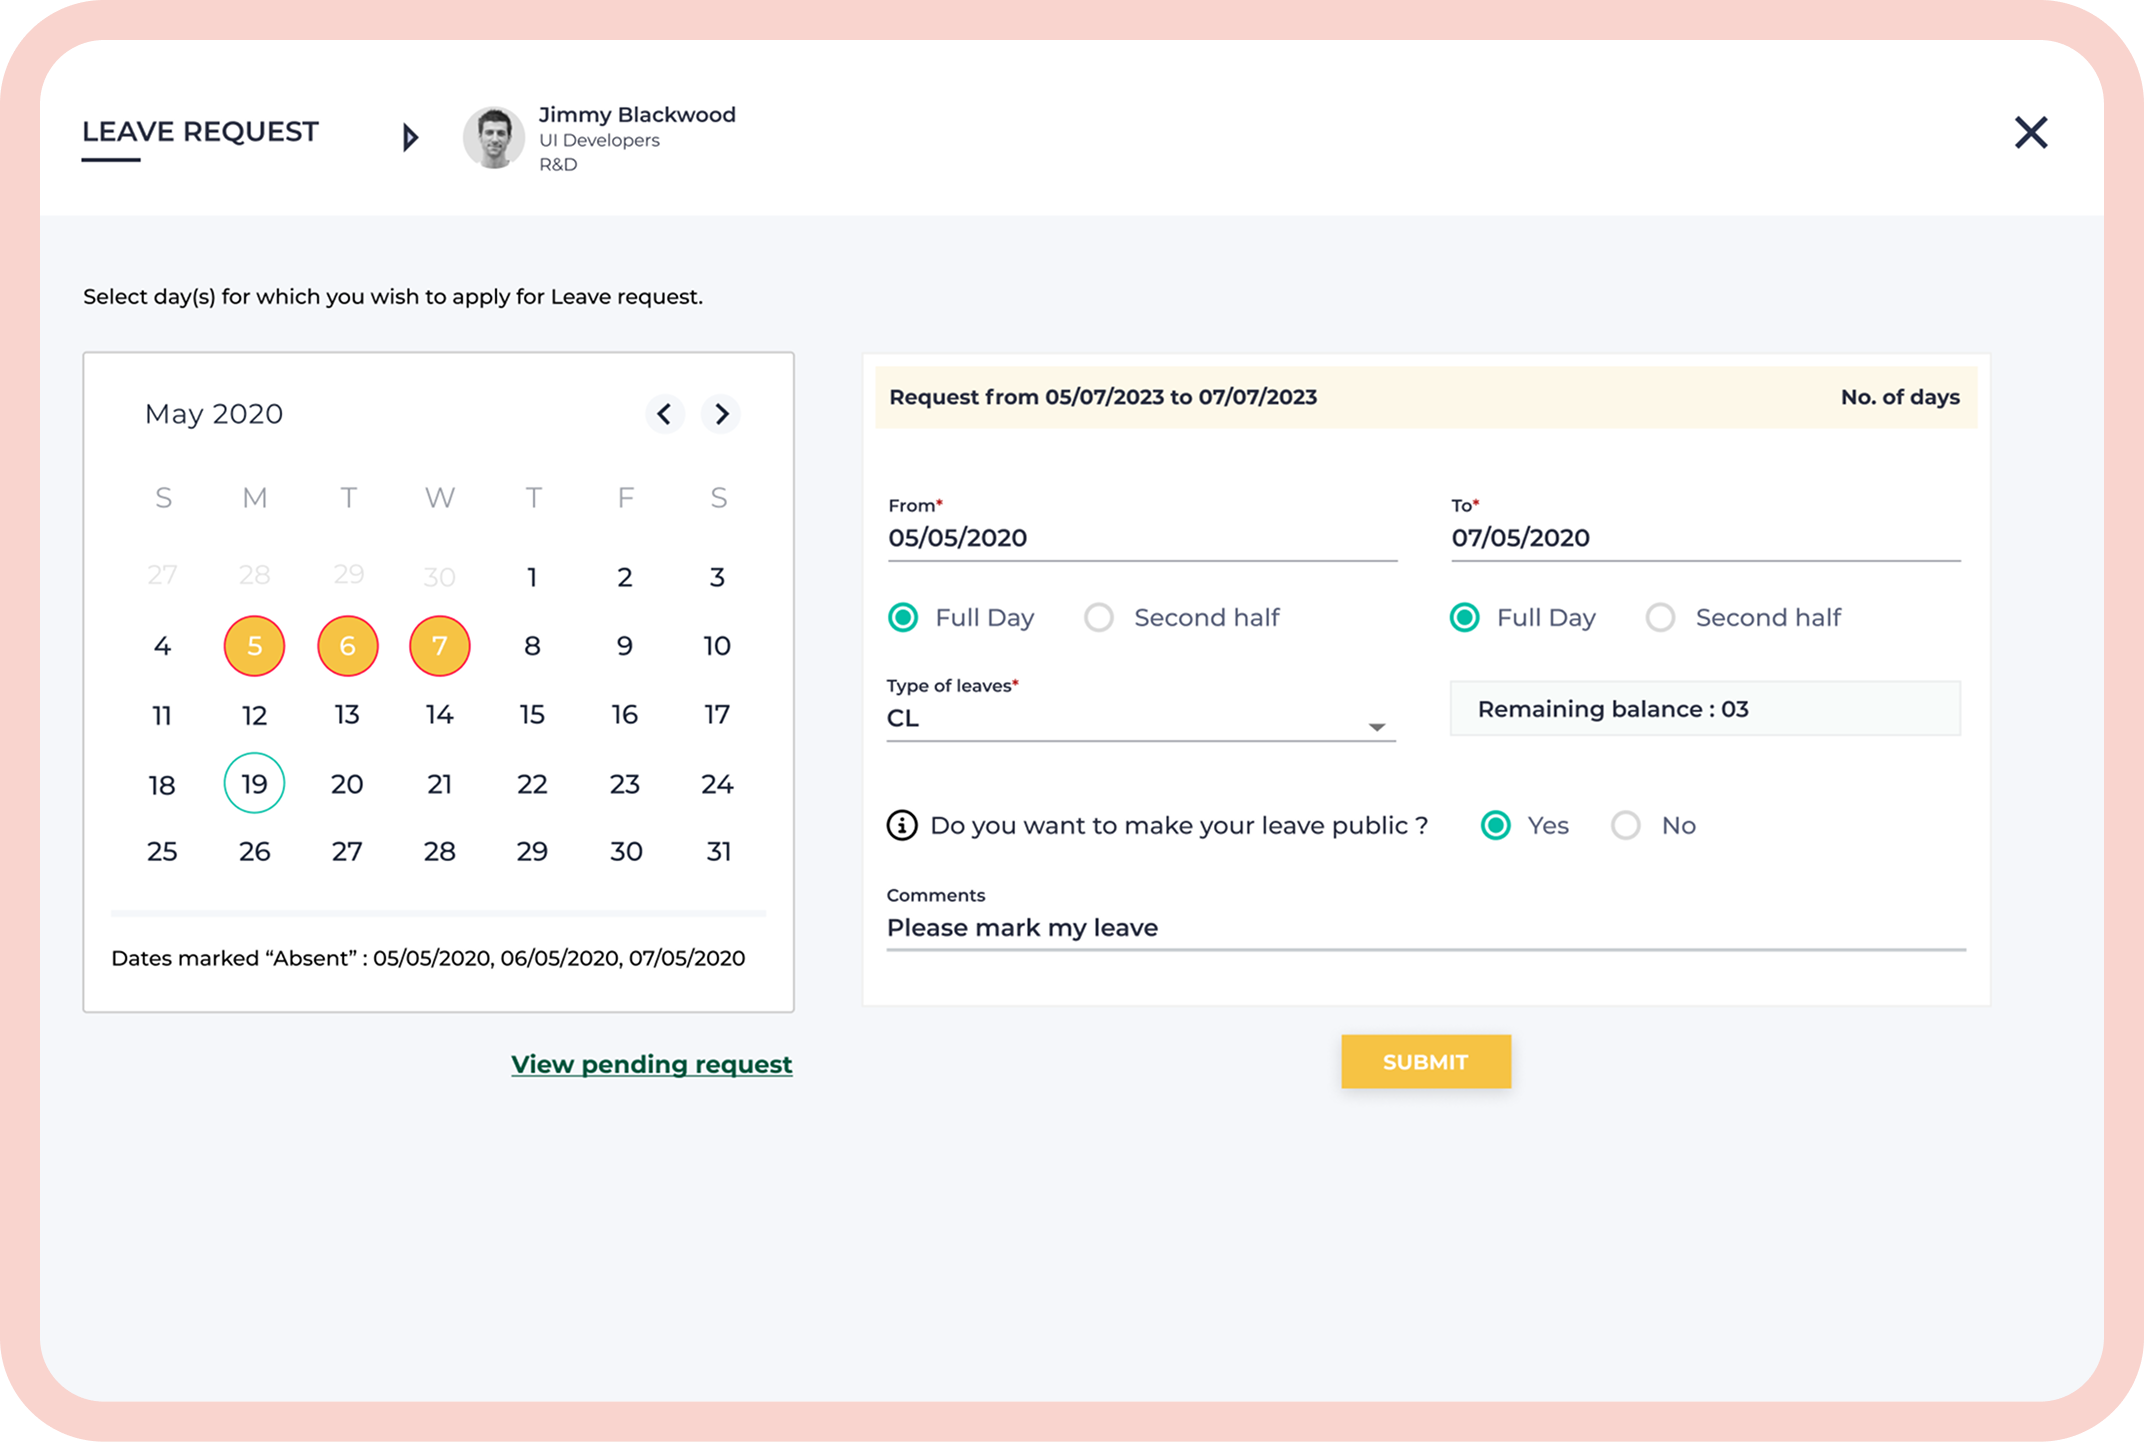 LEAVE REQUEST
Jimmy Blackwood
UI Developers
R&D
Select day(s) for which you wish to apply for Leave request.
May 2020
S M T W T F S
27 28 29 30 1 2 3
4 5 6 7 8 9 10
11 12 13 14 15 16 17
18 19 20 21 22 23 24
25 26 27 28 29 30 31
Dates marked “Absent” : 05/05/2020, 06/05/2020, 07/05/2020
View pending request
Request from 05/07/2023 to 07/07/2023 No. of days
From* To*
05/05/2020 07/05/2020
Full Day Second half Full Day Second half
Type of leaves*
CL
Remaining balance : 03
Do you want to make your leave public ? Yes No
Comments
Please mark my leave
SUBMIT